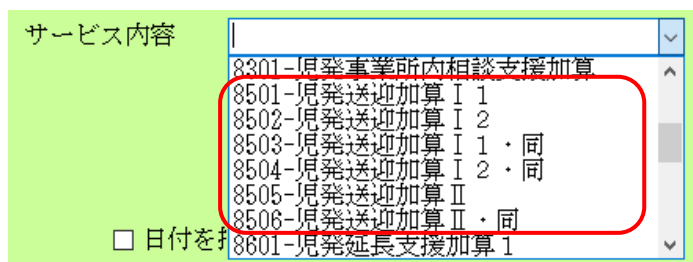 サービス内容
8301-児発事業所内相談支援加算
8501-児発送迎加算Ⅰ１
8502-児発送迎加算Ⅰ２
8503-児発送迎加算Ⅰ１・同
8504-児発送迎加算Ⅰ２・同
8505-児発送迎加算Ⅱ
8506-児発送迎加算Ⅱ・同
□ 日付を
8601-児発延長支援加算１